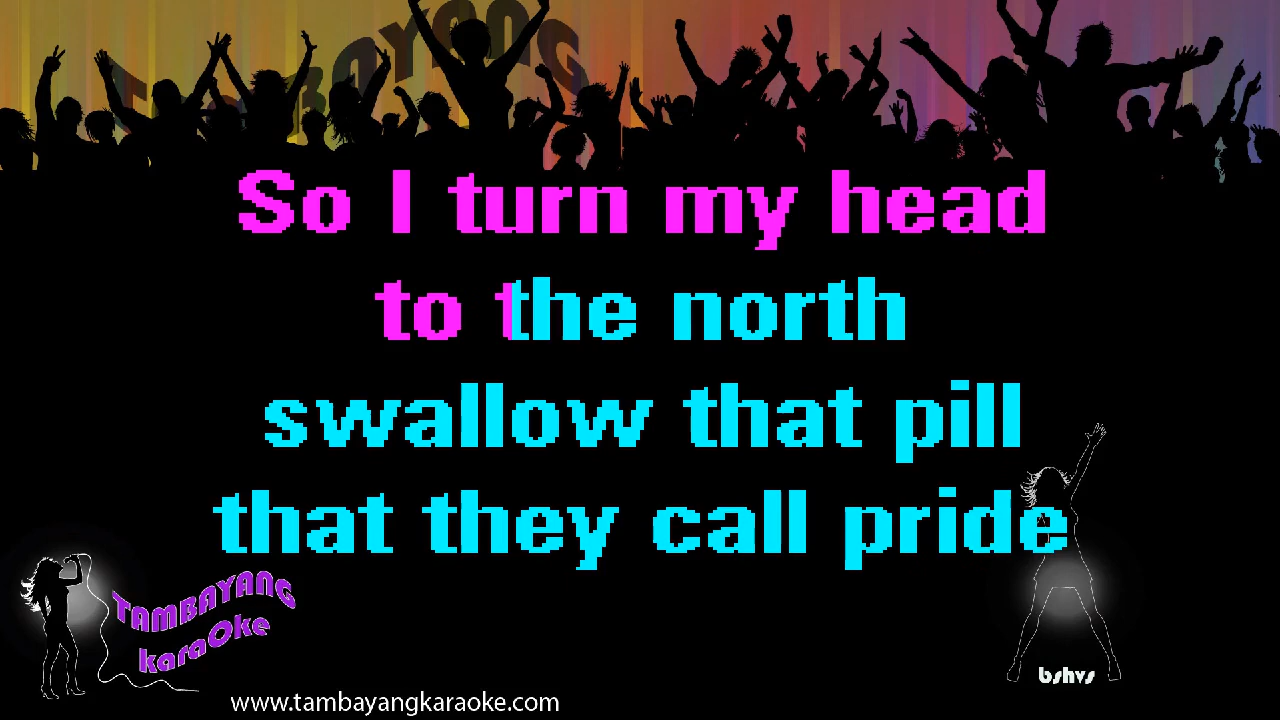 TAMBAYANG
So I turn my head
to the north
swallow that pill
that they call pride
TAMBAYANG
karaOke
bshvs
www.tambayangkaraoke.com